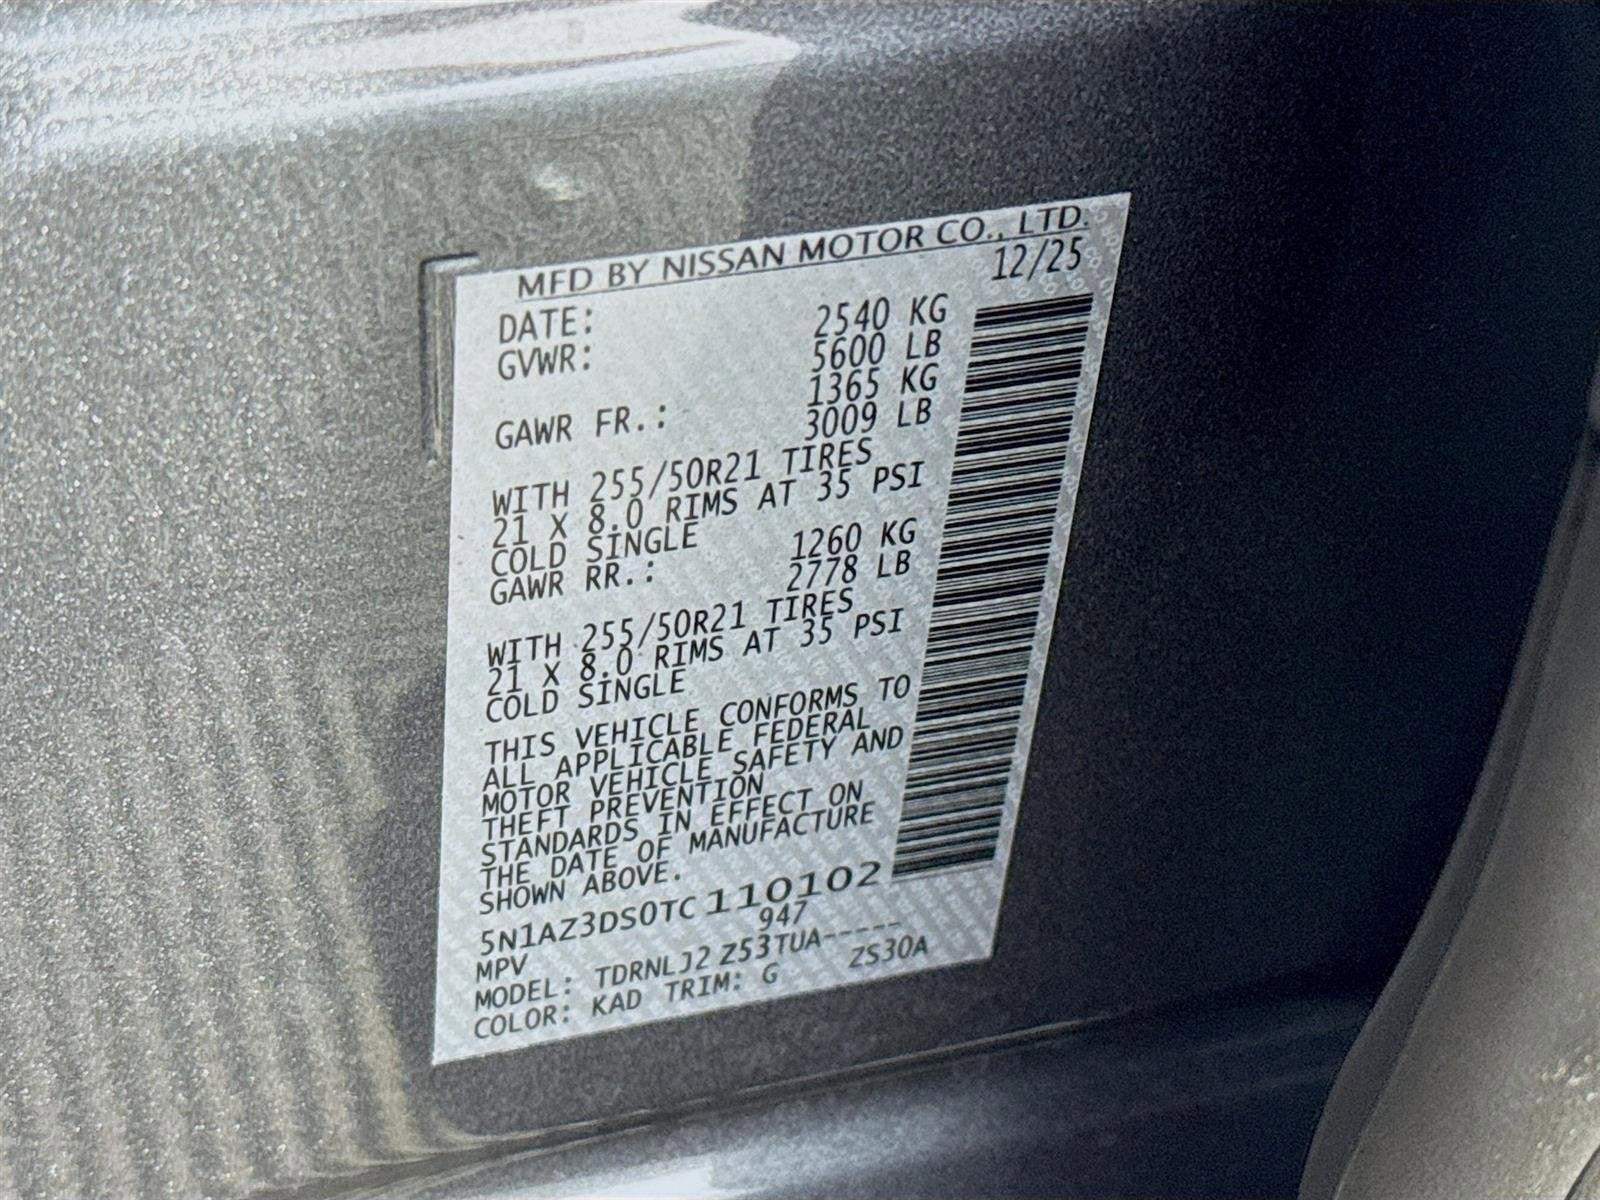 MFD BY NISSAN MOTOR CO., LTD.
DATE: 12/25
GVWR: 2540 KG
5600 LB
GAWR FR.: 1365 KG
3009 LB
WITH 255/50R21 TIRES
21 X 8.0 RIMS AT 35 PSI
COLD SINGLE
GAWR RR.: 1260 KG
2778 LB
WITH 255/50R21 TIRES
21 X 8.0 RIMS AT 35 PSI
COLD SINGLE
THIS VEHICLE CONFORMS TO
ALL APPLICABLE FEDERAL
MOTOR VEHICLE SAFETY AND
THEFT PREVENTION
STANDARDS IN EFFECT ON
THE DATE OF MANUFACTURE
SHOWN ABOVE.
5N1AZ3DS0TC110102
MPV 947
MODEL: TDRNLJ2 Z53TUA-----
COLOR: KAD TRIM: G ZS30A